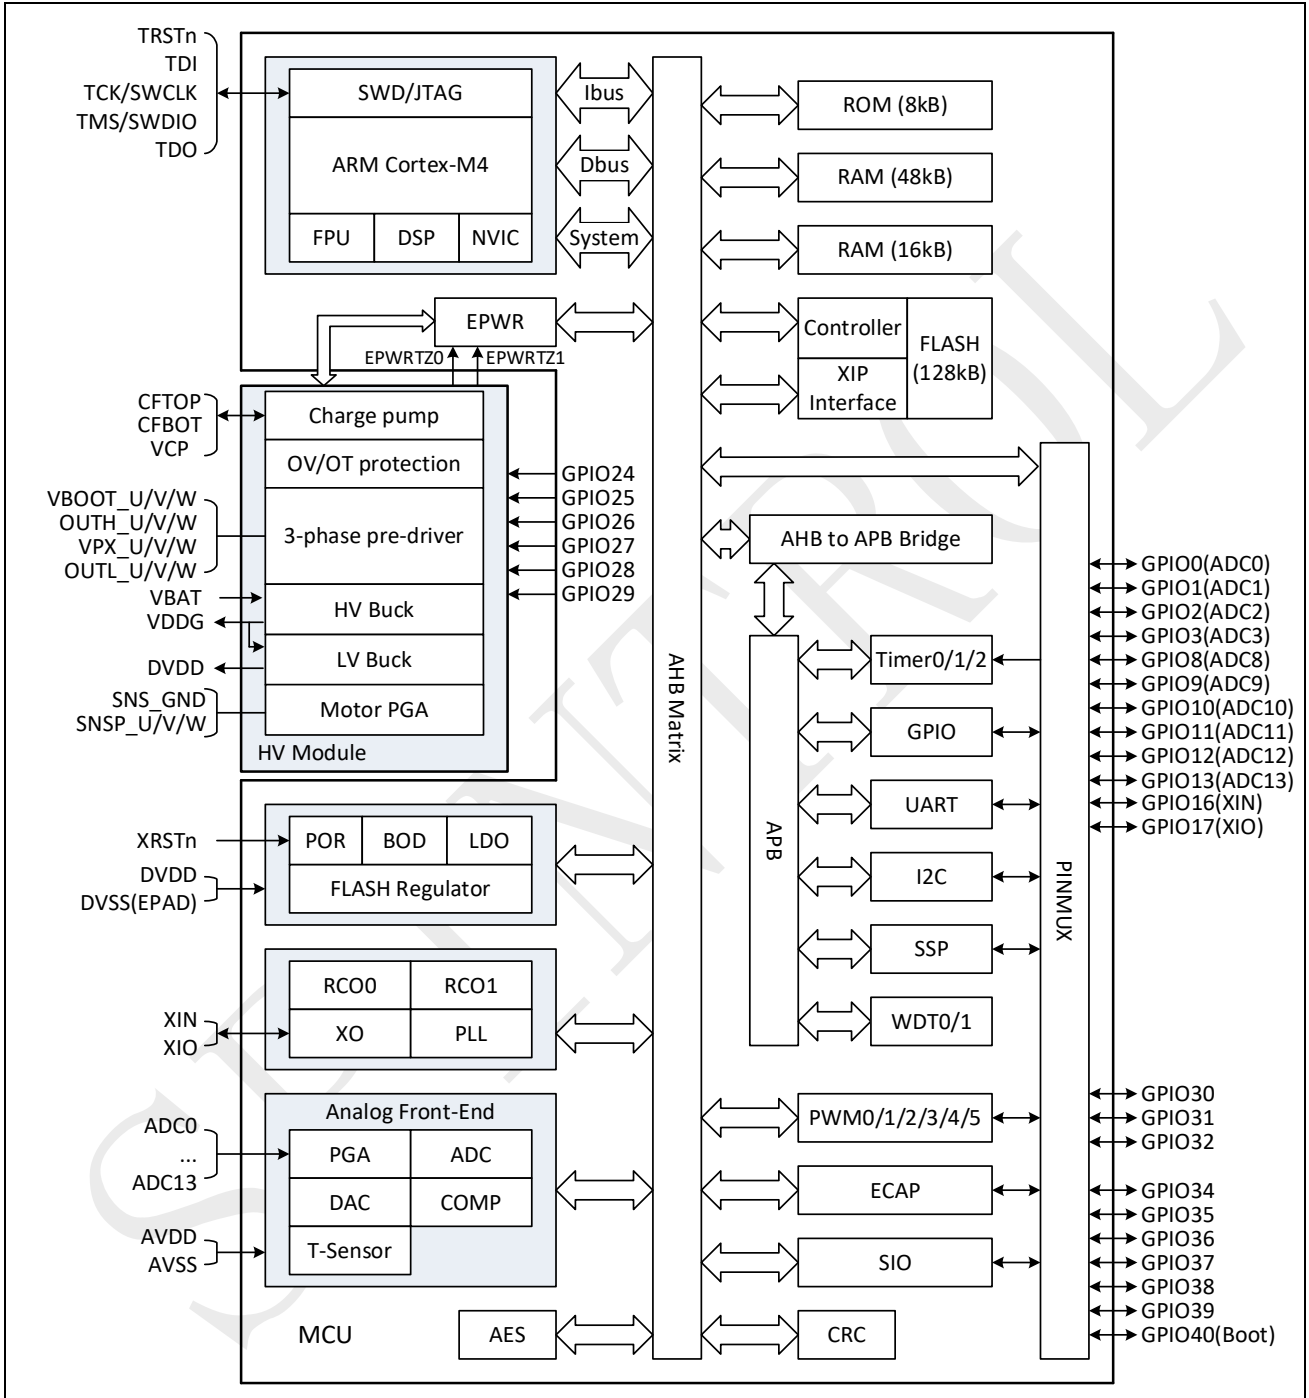 TRSTn
TDI
TCK/SWCLK
TMS/SWDIO
TDO
SWD/JTAG
ARM Cortex-M4
FPU
DSP
NVIC
Ibus
Dbus
System
ROM (8kB)
RAM (48kB)
RAM (16kB)
EPWR
EPWRTZ0
EPWRTZ1
Controller
XIP
Interface
FLASH
(128kB)
CFTOP
CFBOT
VCP
VBOOT_U/V/W
OUTH_U/V/W
VPX_U/V/W
OUTL_U/V/W
VBAT
VDDG
DVDD
SNS_GND
SNSP_U/V/W
Charge pump
OV/OT protection
3-phase pre-driver
HV Buck
LV Buck
Motor PGA
HV Module
GPIO24
GPIO25
GPIO26
GPIO27
GPIO28
GPIO29
AHB Matrix
AHB to APB Bridge
APB
Timer0/1/2
GPIO
UART
I2C
SSP
WDT0/1
PINMUX
GPIO0(ADC0)
GPIO1(ADC1)
GPIO2(ADC2)
GPIO3(ADC3)
GPIO8(ADC8)
GPIO9(ADC9)
GPIO10(ADC10)
GPIO11(ADC11)
GPIO12(ADC12)
GPIO13(ADC13)
GPIO16(XIN)
GPIO17(XIO)
XRSTn
DVDD
DVSS(EPAD)
POR
BOD
LDO
FLASH Regulator
XIN
XIO
RCO0
RCO1
XO
PLL
ADC0
...
ADC13
AVDD
AVSS
Analog Front-End
PGA
ADC
DAC
COMP
T-Sensor
PWM0/1/2/3/4/5
ECAP
SIO
GPIO30
GPIO31
GPIO32
GPIO34
GPIO35
GPIO36
GPIO37
GPIO38
GPIO39
GPIO40(Boot)
MCU
AES
CRC